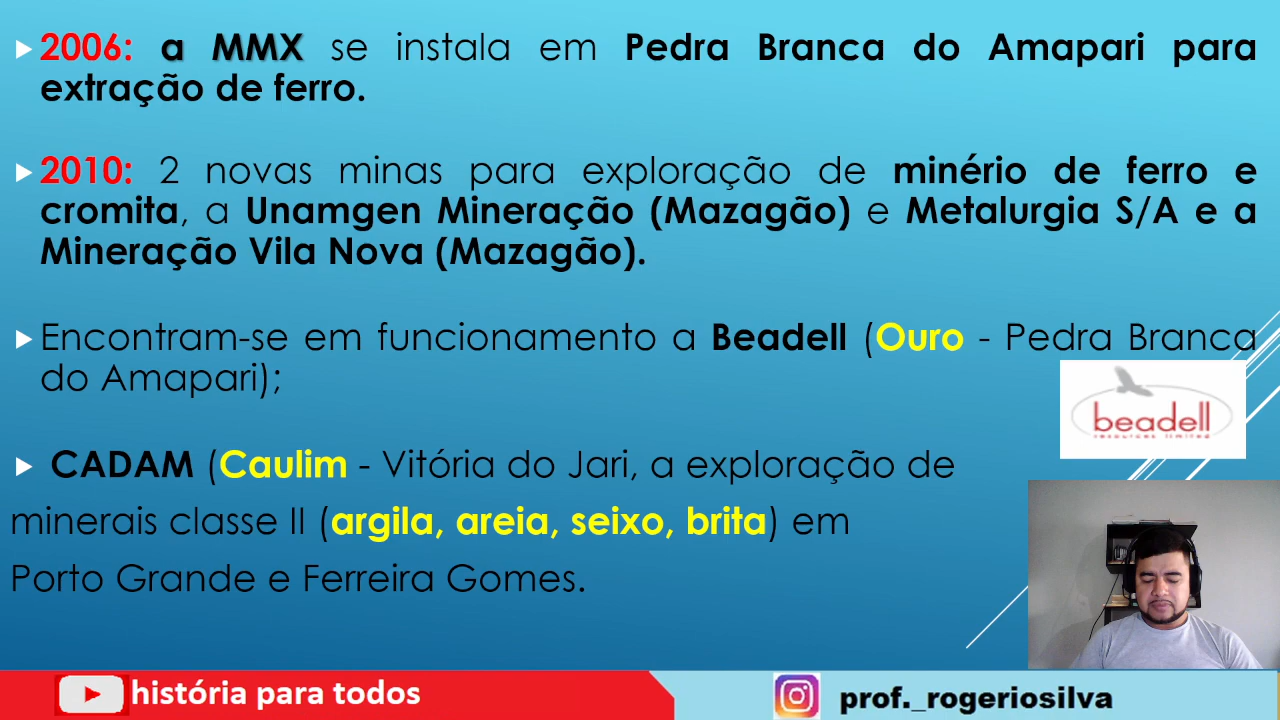 2006: a MMX se instala em Pedra Branca do Amapari para
extração de ferro.
2010: 2 novas minas para exploração de minério de ferro e
cromita, a Unamgen Mineração (Mazagão) e Metalurgia S/A e a
Mineração Vila Nova (Mazagão).
Encontram-se em funcionamento a Beadell (Ouro - Pedra Branca
do Amapari);
beadell
resources limited
CADAM (Caulim - Vitória do Jari, a exploração de
minerais classe II (argila, areia, seixo, brita) em
Porto Grande e Ferreira Gomes.
história para todos
prof._rogeriosilva